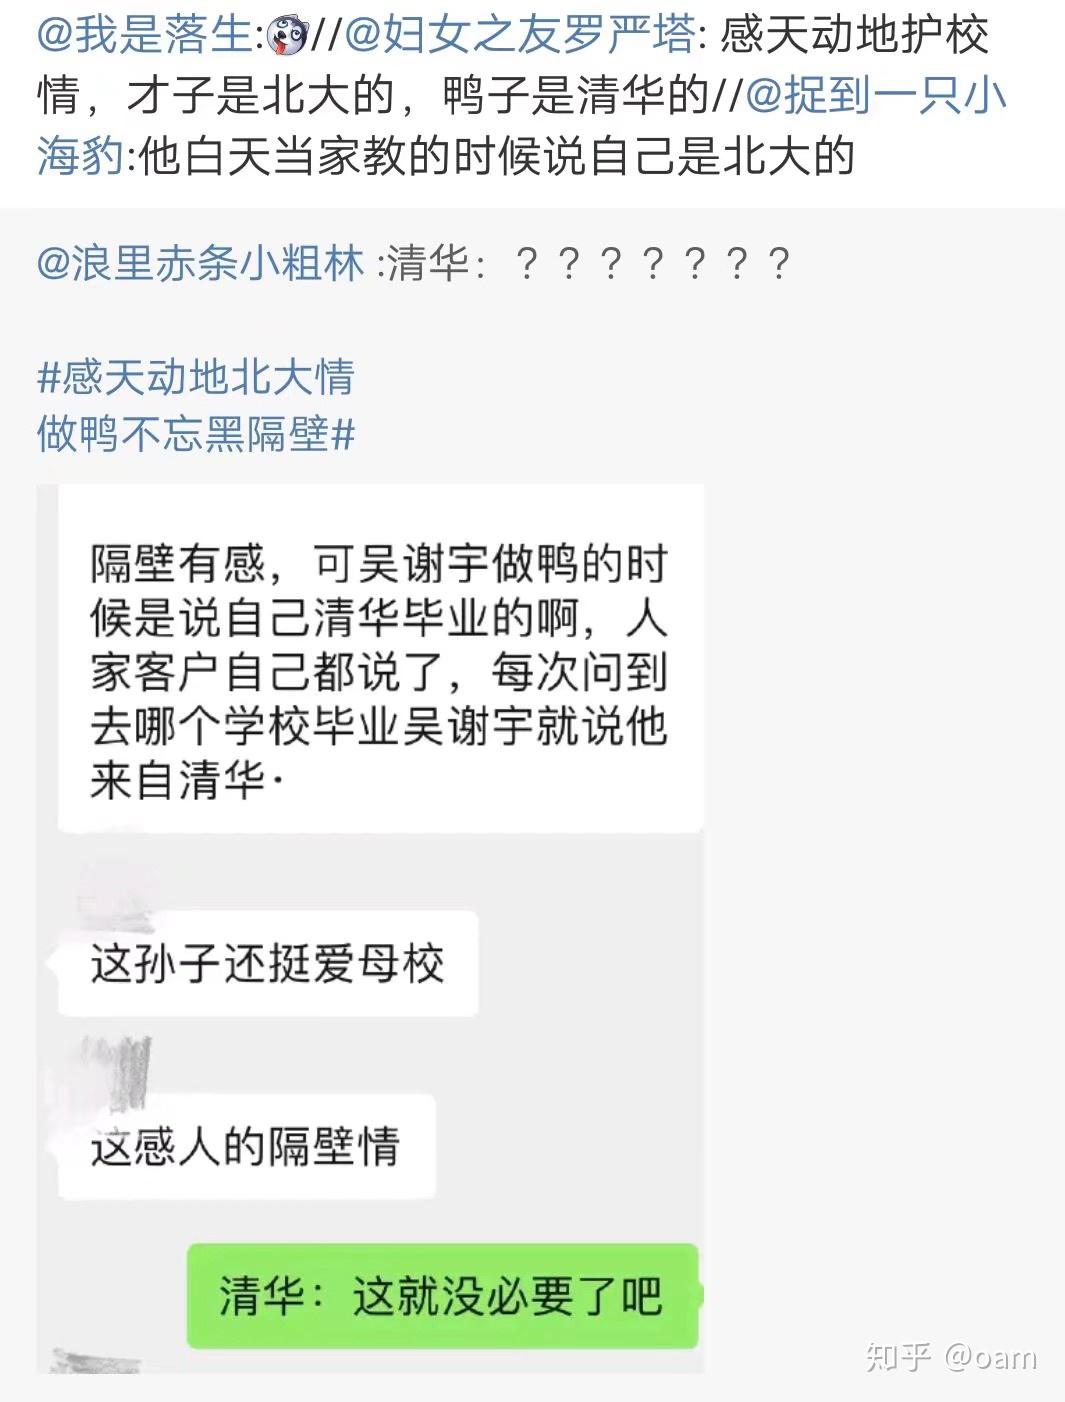 @我是落生://@妇女之友罗严塔: 感天动地护校
情，才子是北大的，鸭子是清华的//@捉到一只小
海豹:他白天当家教的时候说自己是北大的
@浪里赤条小粗林 :清华：？？？？？？？
#感天动地北大情
做鸭不忘黑隔壁#
隔壁有感，可吴谢宇做鸭的时
候是说自己清华毕业的啊，人
家客户自己都说了，每次问到
去哪个学校毕业吴谢宇就说他
来自清华·
这孙子还挺爱母校
这感人的隔壁情
清华：这就没必要了吧
知乎 @oam